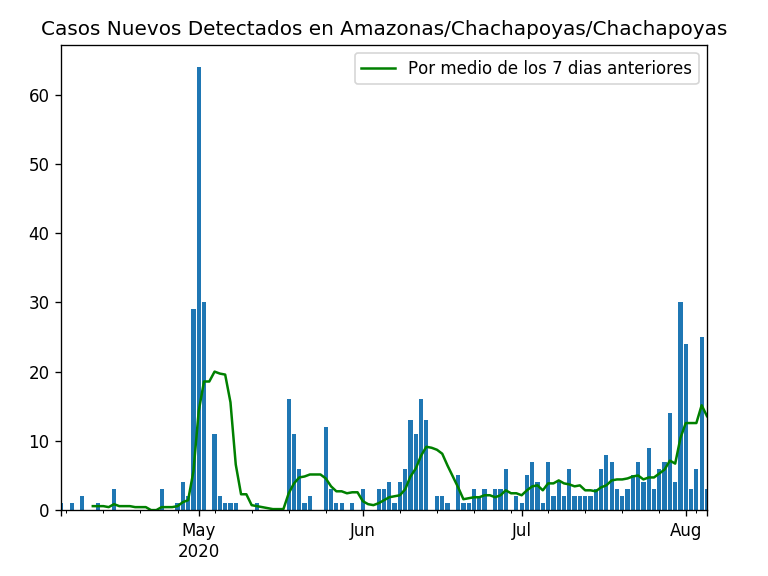 Casos Nuevos Detectados en Amazonas/Chachapoyas/Chachapoyas
Por medio de los 7 dias anteriores
60
50
40
30
20
10
0
May
2020
Jun
Jul
Aug